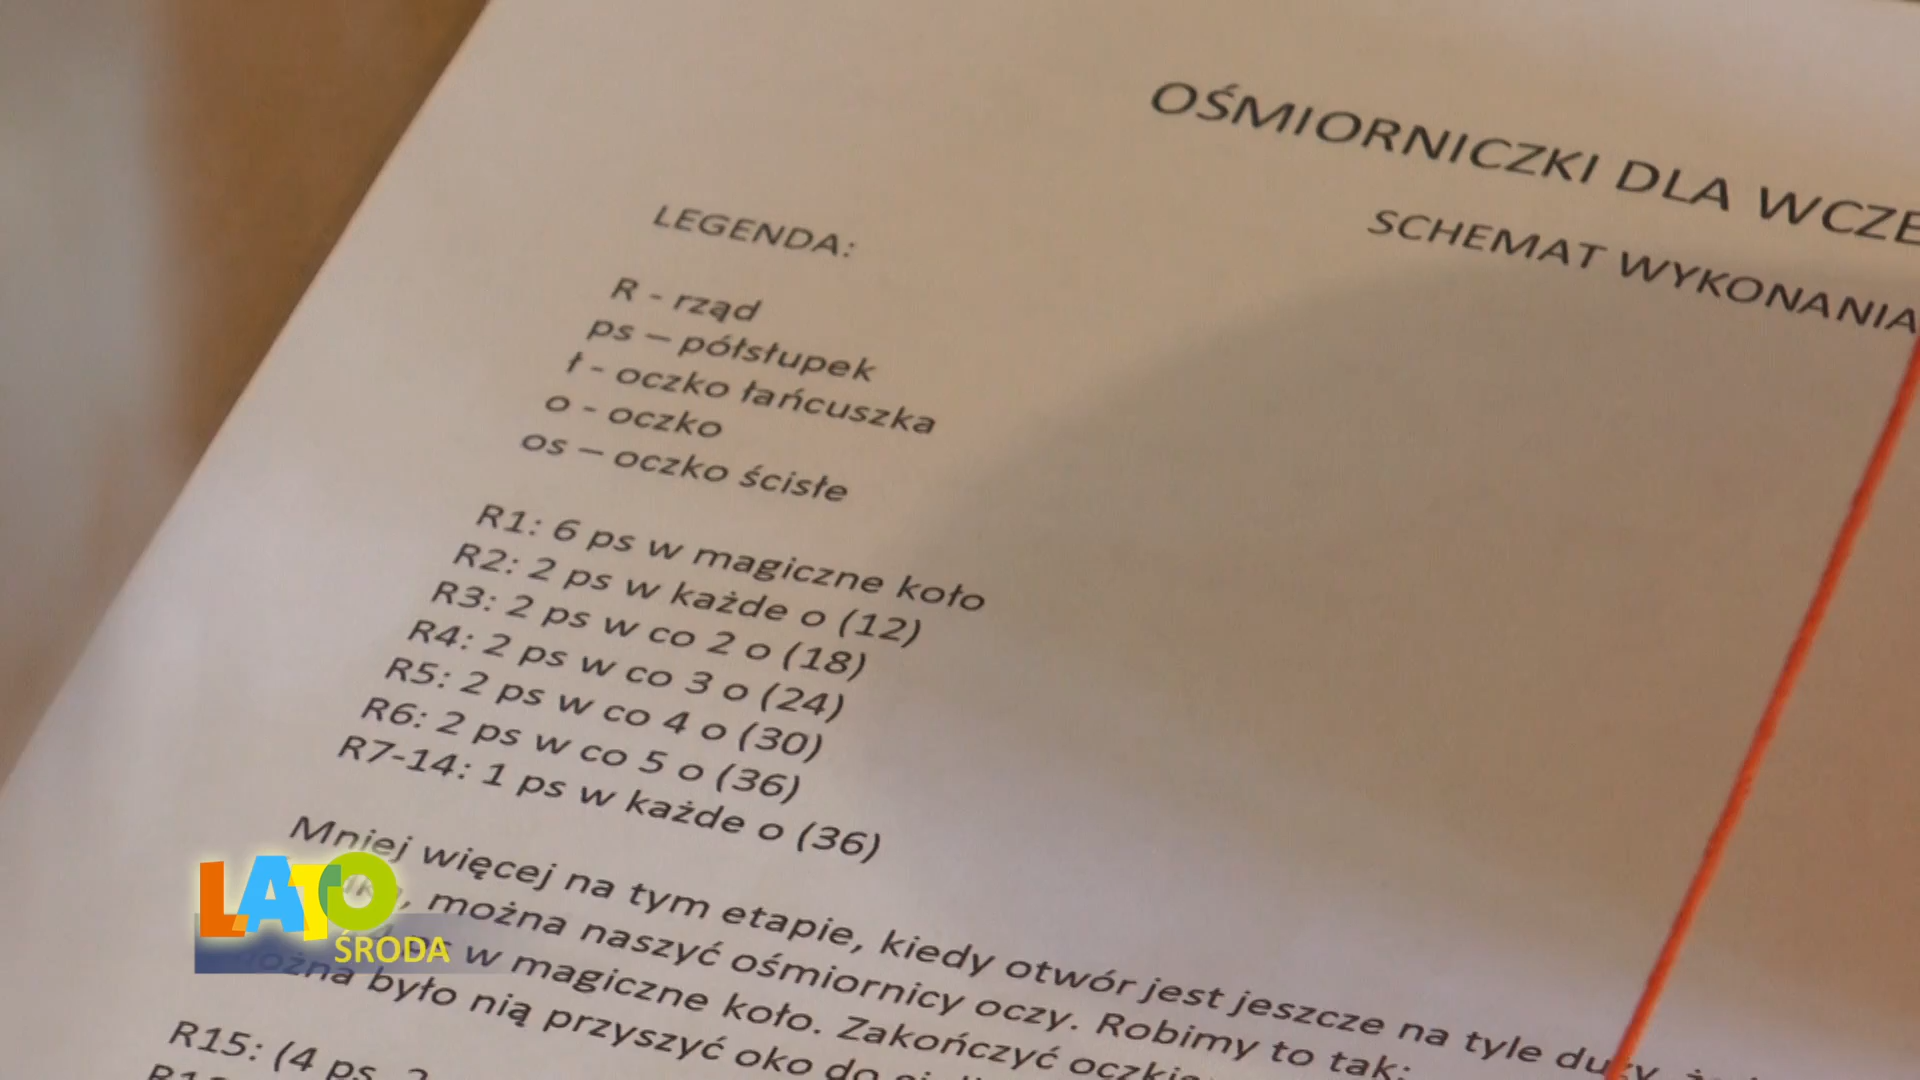 OŚMIORNICZKI DLA
SCHEMAT WYKONANIA
LEGENDA:
R - rząd
ps – półsłupek
ł - oczko łańcuszka
o - oczko
os – oczko ścisłe
R1: 6 ps w magiczne koło
R2: 2 ps w każde o (12)
R3: 2 ps w co 2 o (18)
R4: 2 ps w co 3 o (24)
R5: 2 ps w co 4 o (30)
R6: 2 ps w co 5 o (36)
R7-14: 1 ps w każde o (36)
Mniej więcej na tym etapie, kiedy otwór jest jeszcze na tyle duży,
można naszyć ośmiornicy oczy. Robimy to tak:
ps w magiczne koło. Zakończyć
można było nią przyszyć oko do
R15: (4 ps,
LATO
ŚRODA